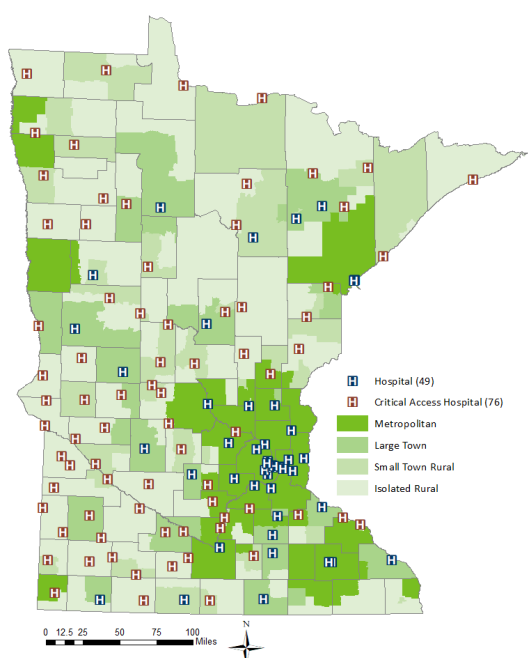 H Hospital (49)
H Critical Access Hospital (76)
Metropolitan
Large Town
Small Town Rural
Isolated Rural
N
0 12.5 25 50 75 100
Miles